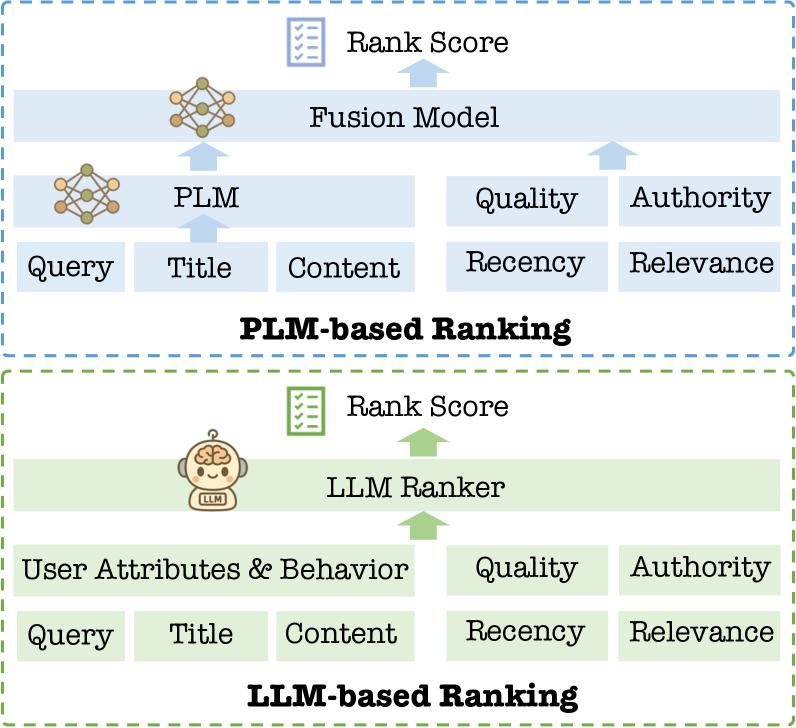 Rank Score
Fusion Model
PLM
Quality
Authority
Query
Title
Content
Recency
Relevance
PLM-based Ranking
Rank Score
LLM
LLM Ranker
User Attributes & Behavior
Quality
Authority
Query
Title
Content
Recency
Relevance
LLM-based Ranking